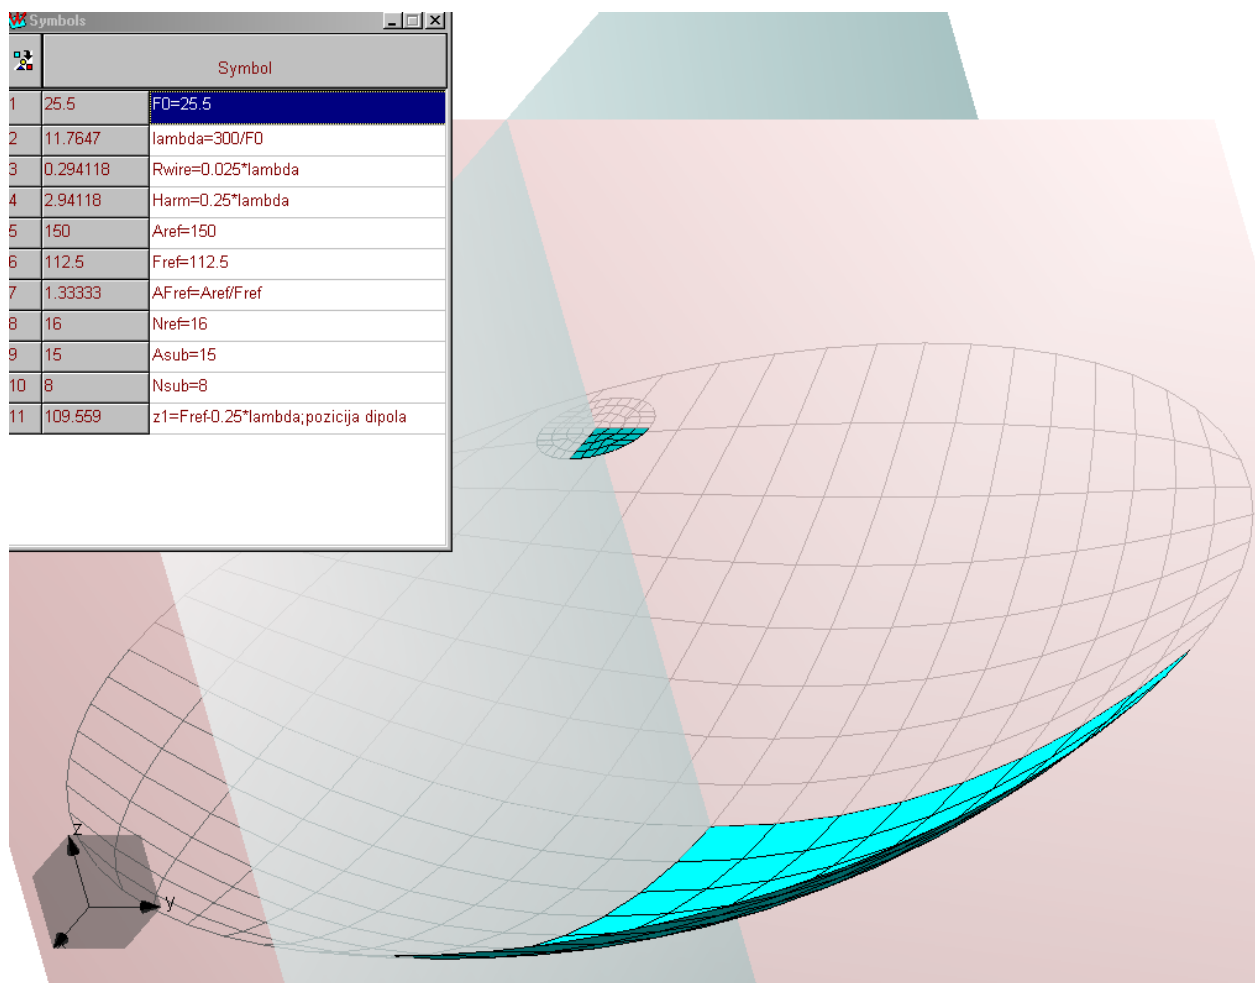 Symbols
Symbol
1 25.5 F0=25.5
2 11.7647 lambda=300/F0
3 0.294118 Rwire=0.025*lambda
4 2.94118 Harm=0.25*lambda
5 150 Aref=150
6 112.5 Fref=112.5
7 1.33333 AFref=Aref/Fref
8 16 Nref=16
9 15 Asub=15
10 8 Nsub=8
11 109.559 z1=Fref-0.25*lambda;pozicija dipola
z
y
x